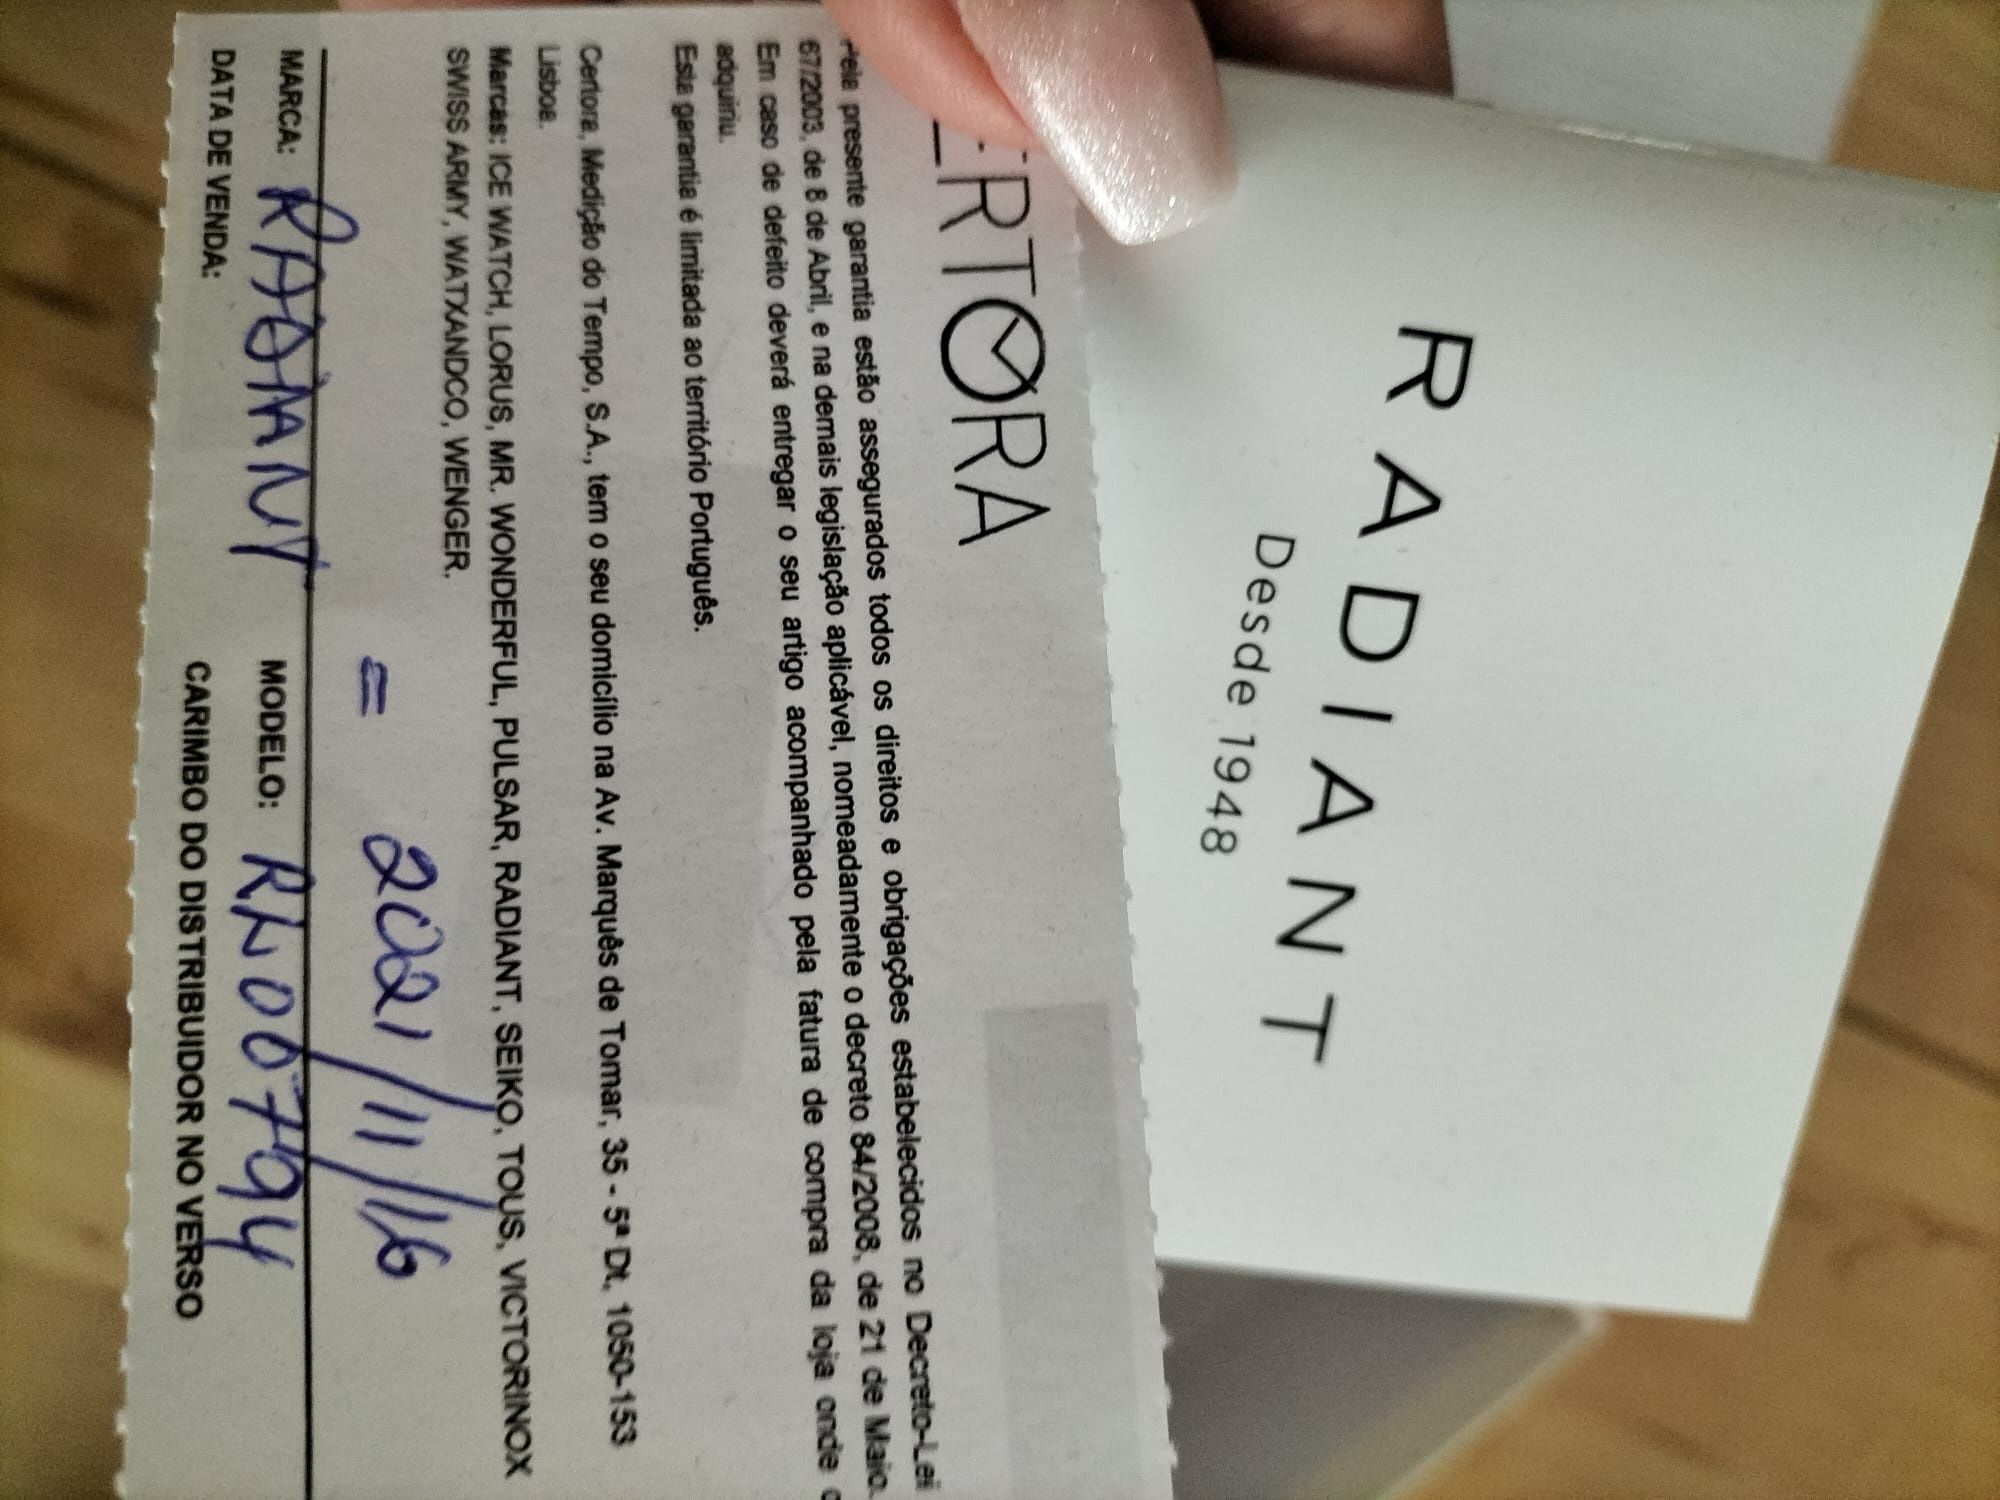 RADIANT
Desde 1948
ERTORA
Pela presente garantia estão assegurados todos os direitos e obrigações estabelecidos no Decreto-Lei
67/2003, de 8 de Abril, e na demais legislação aplicável, nomeadamente o decreto 84/2008, de 21 de Maio.
Em caso de defeito deverá entregar o seu artigo acompanhado pela fatura de compra da loja onde o
adquiriu.
Esta garantia é limitada ao território Português.
Certora, Medição do Tempo, S.A., tem o seu domicílio na Av. Marquês de Tomar, 35 - 5ª Dt, 1050-153
Lisboa.
Marcas: ICE WATCH, LORUS, MR. WONDERFUL, PULSAR, RADIANT, SEIKO, TOUS, VICTORINOX
SWISS ARMY, WATXANDCO, WENGER.
= 2021/11/16
MARCA: RADIANT MODELO: RL00794
DATA DE VENDA: CARIMBO DO DISTRIBUIDOR NO VERSO